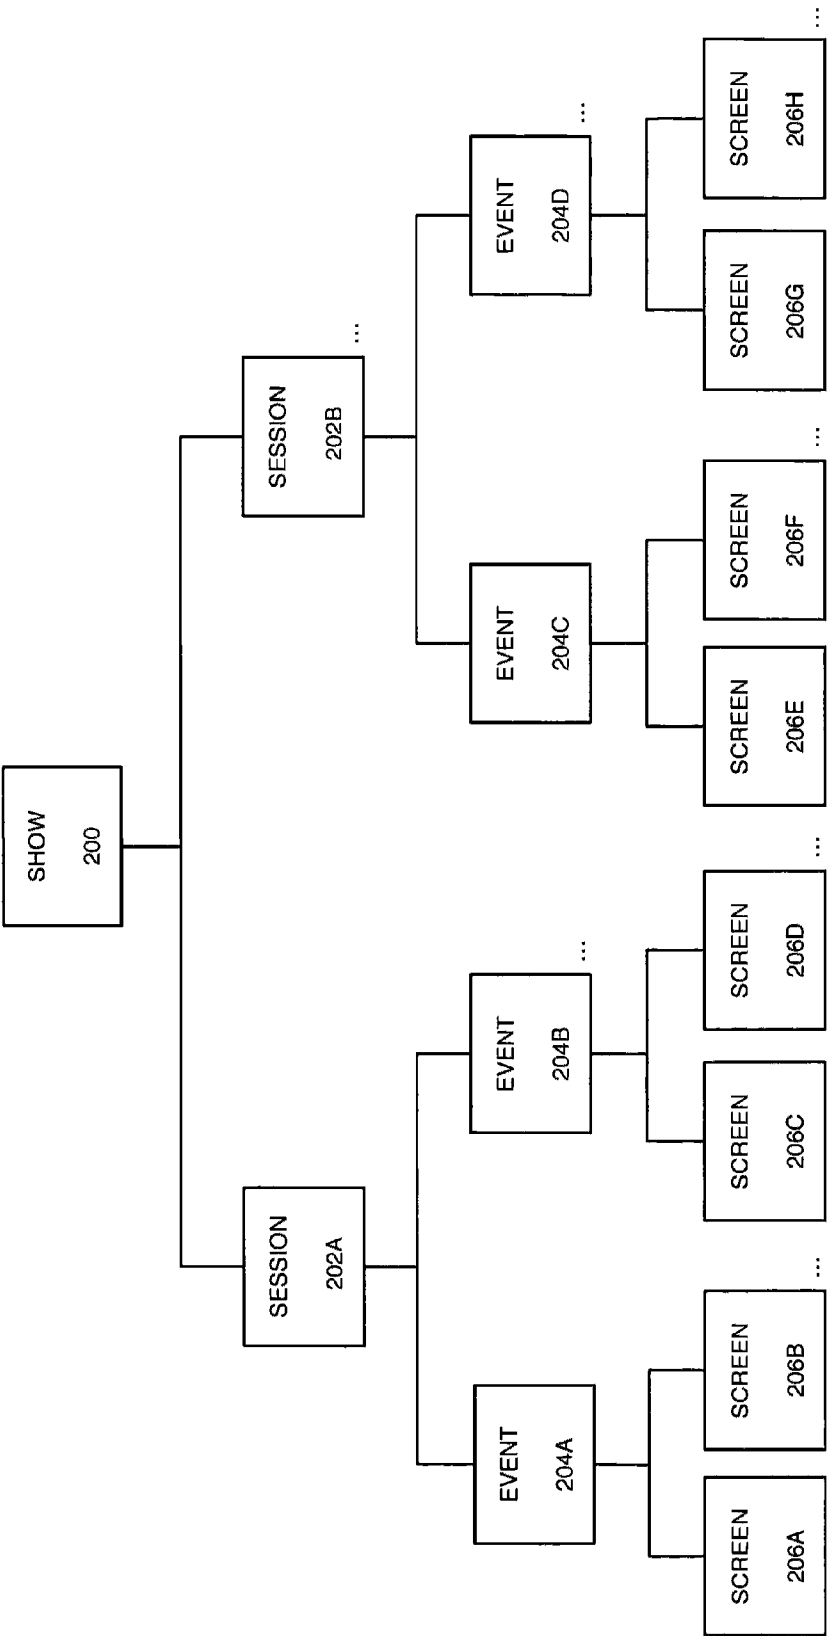 SHOW
200
SESSION
202A
SESSION
202B
...
EVENT
204A
EVENT
204B
...
EVENT
204C
EVENT
204D
...
SCREEN
206A
SCREEN
206B
...
SCREEN
206C
SCREEN
206D
...
SCREEN
206E
SCREEN
206F
...
SCREEN
206G
SCREEN
206H
...